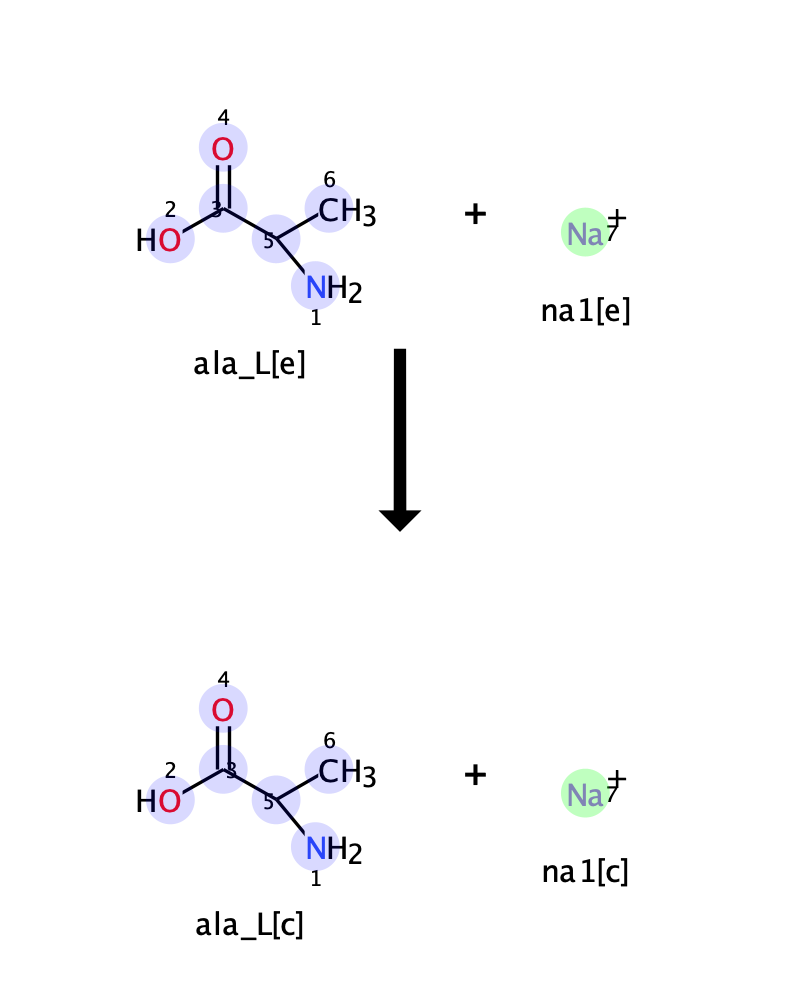 4
O
6
2
3
CH3
+
Na+
7
HO
5
NH2
na1[e]
1
ala_L[e]
4
O
6
2
3
CH3
+
Na+
7
HO
5
NH2
na1[c]
1
ala_L[c]